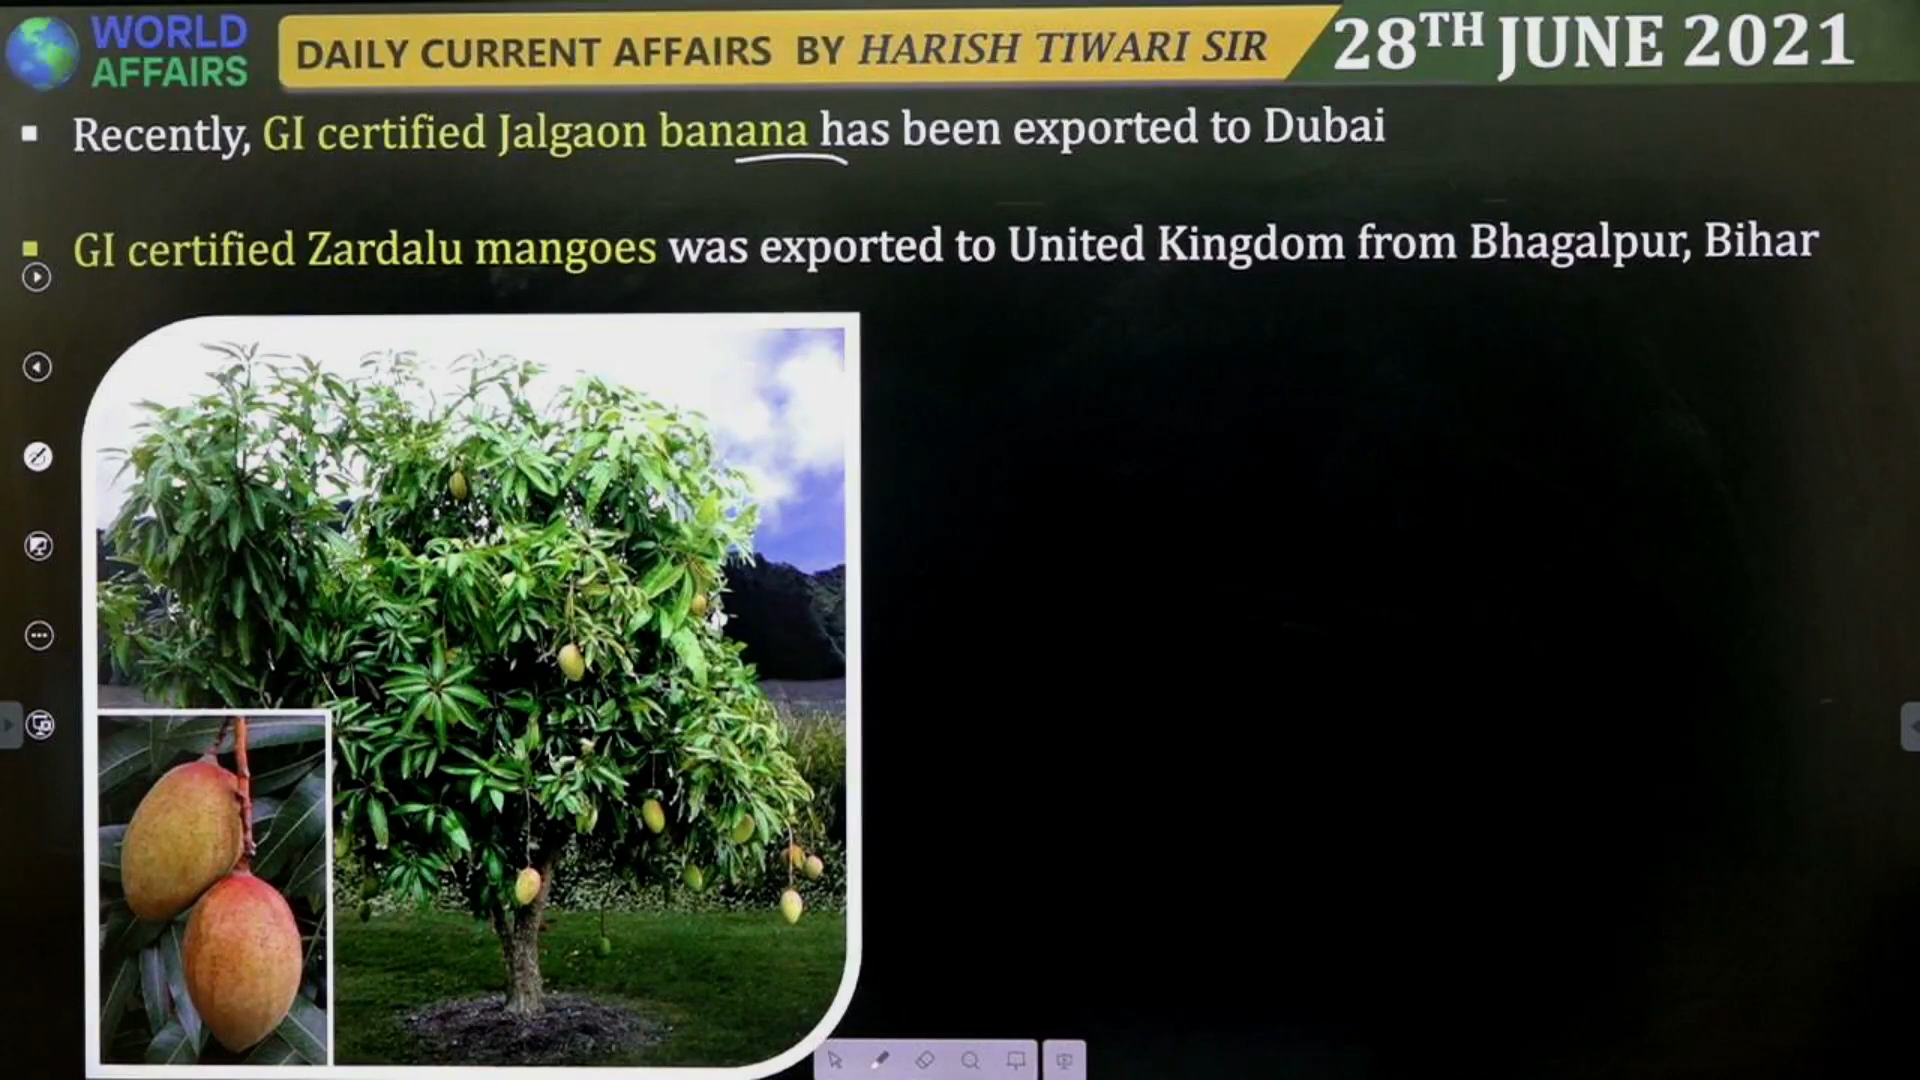 WORLD
AFFAIRS
DAILY CURRENT AFFAIRS BY HARISH TIWARI SIR
28TH JUNE 2021
Recently, GI certified Jalgaon banana has been exported to Dubai
GI certified Zardalu mangoes was exported to United Kingdom from Bhagalpur, Bihar